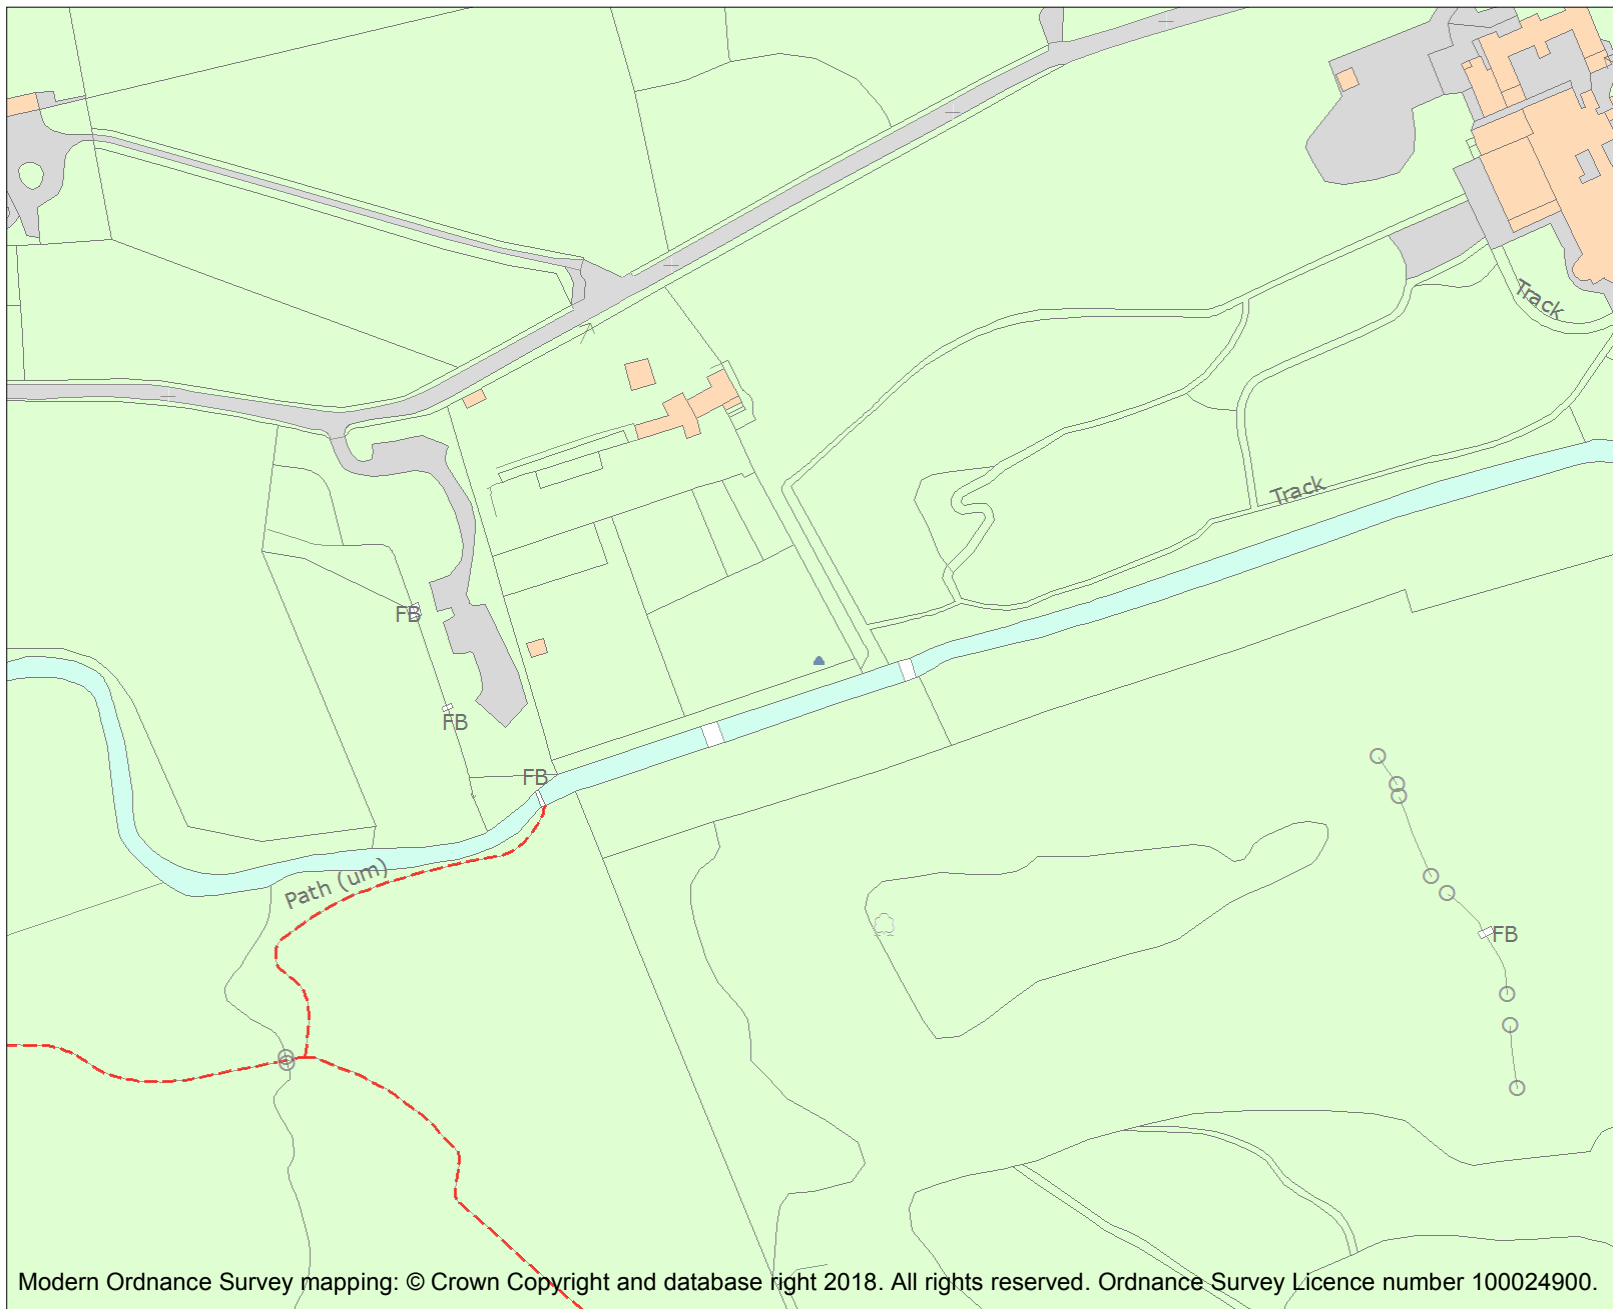 Track
Track
FB
FB
FB
Path (um)
FB
Modern Ordnance Survey mapping: © Crown Copyright and database right 2018. All rights reserved. Ordnance Survey Licence number 100024900.